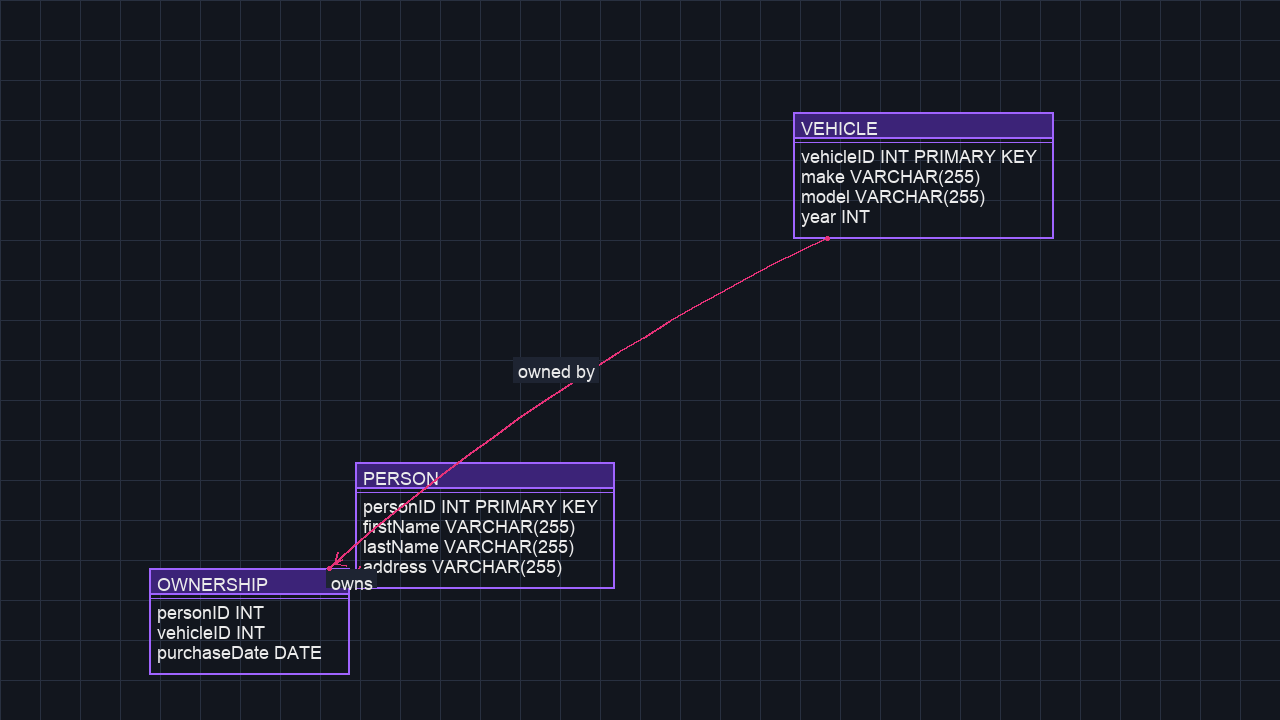 VEHICLE
vehicleID INT PRIMARY KEY
make VARCHAR(255)
model VARCHAR(255)
year INT
owned by
PERSON
personID INT PRIMARY KEY
firstName VARCHAR(255)
lastName VARCHAR(255)
address VARCHAR(255)
owns
OWNERSHIP
personID INT
vehicleID INT
purchaseDate DATE